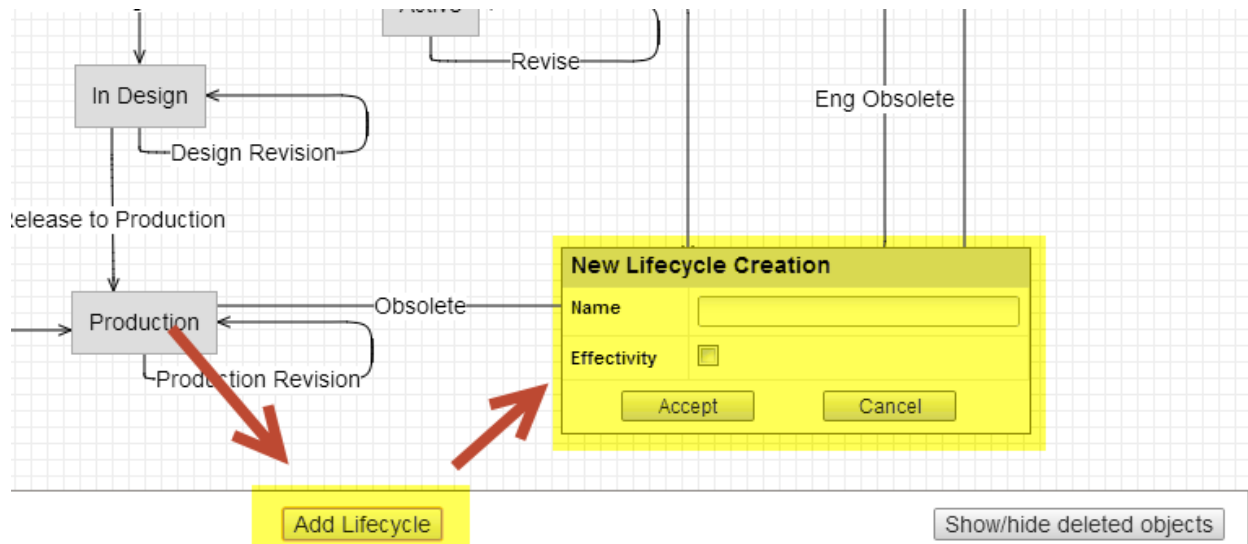 Revise
In Design
Eng Obsolete
Design Revision
Release to Production
New Lifecycle Creation
Name
Obsolete
Production
Effectivity
Production Revision
Accept
Cancel
Add Lifecycle
Show/hide deleted objects